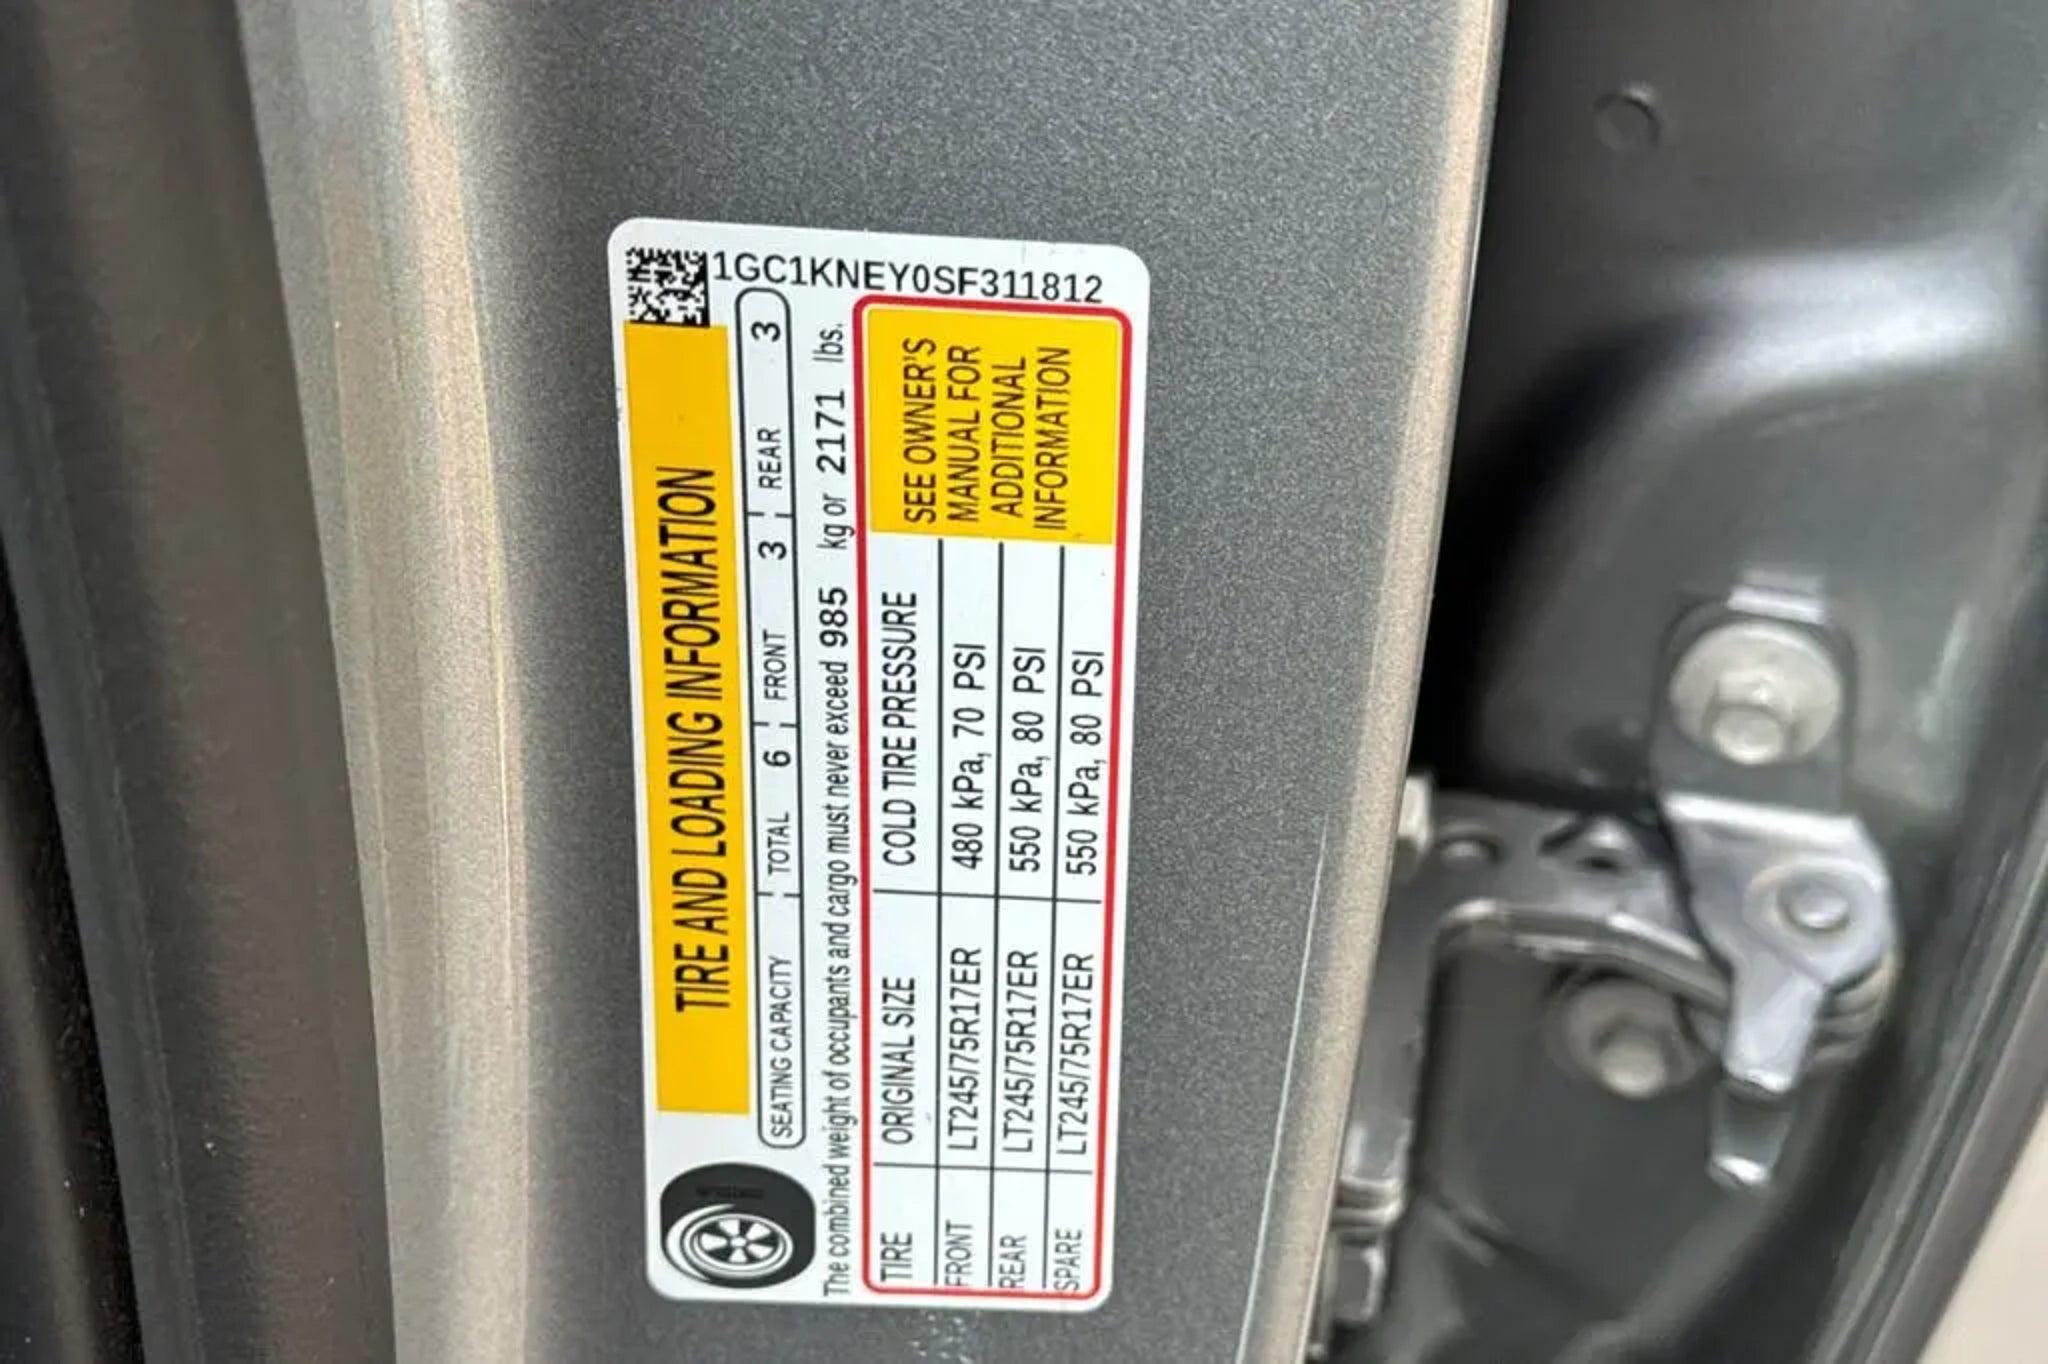 1GC1KNEY0SF311812
TIRE AND LOADING INFORMATION
SEATING CAPACITY TOTAL 6 FRONT 3 REAR 3
The combined weight of occupants and cargo must never exceed 985 kg or 2171 lbs.
TIRE ORIGINAL SIZE COLD TIRE PRESSURE
FRONT LT245/75R17ER 480 kPa, 70 PSI
REAR LT245/75R17ER 550 kPa, 80 PSI
SPARE LT245/75R17ER 550 kPa, 80 PSI
SEE OWNER'S
MANUAL FOR
ADDITIONAL
INFORMATION